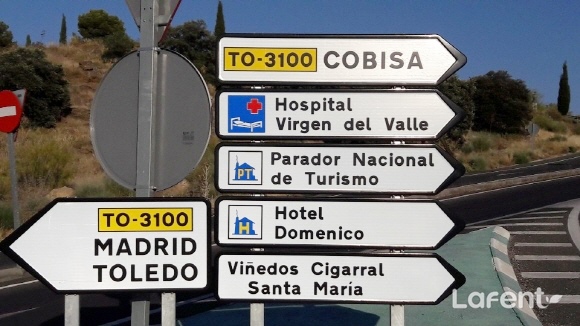 TO-3100 COBISA
Hospital
Virgen del Valle
Parador Nacional
de Turismo
PT
Hotel
Domenico
H
Viñedos Cigarral
Santa María
TO-3100
MADRID
TOLEDO
Lafent